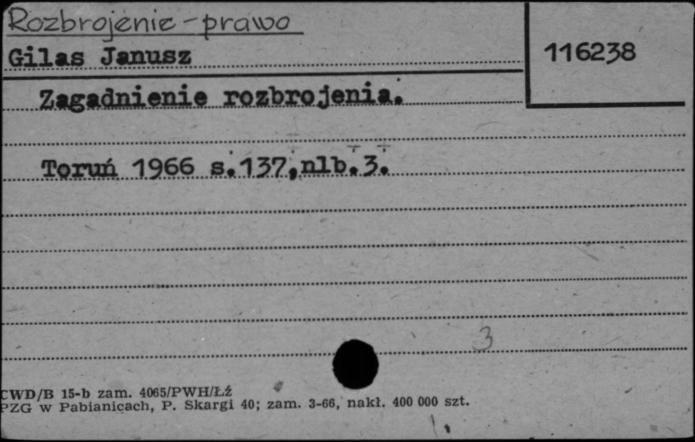 Rozbrojenie - prawo
Gilas Janusz
116238
Zagadnienie rozbrojenia.
Toruń 1966 s.137,nlb.3.
3
CWD/B 15-b zam. 4065/PWH/ŁŹ
PZG w Pabianicach, P. Skargi 40; zam. 3-66, nakł. 400 000 szt.